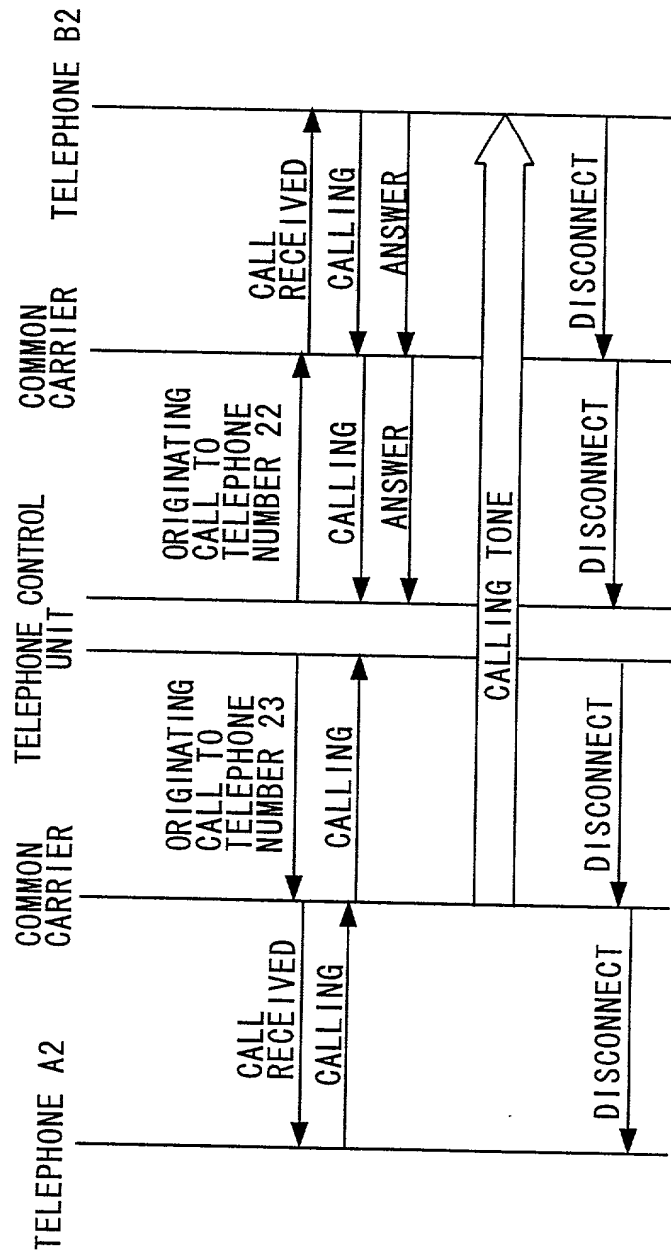 TELEPHONE A2
COMMON
CARRIER
TELEPHONE CONTROL
UNIT
COMMON
CARRIER
TELEPHONE B2
CALL
RECEIVED
ORIGINATING
CALL TO
TELEPHONE
NUMBER 23
ORIGINATING
CALL TO
TELEPHONE
NUMBER 22
CALL
RECEIVED
CALLING
CALLING
CALLING
CALLING
ANSWER
ANSWER
CALLING TONE
DISCONNECT
DISCONNECT
DISCONNECT
DISCONNECT